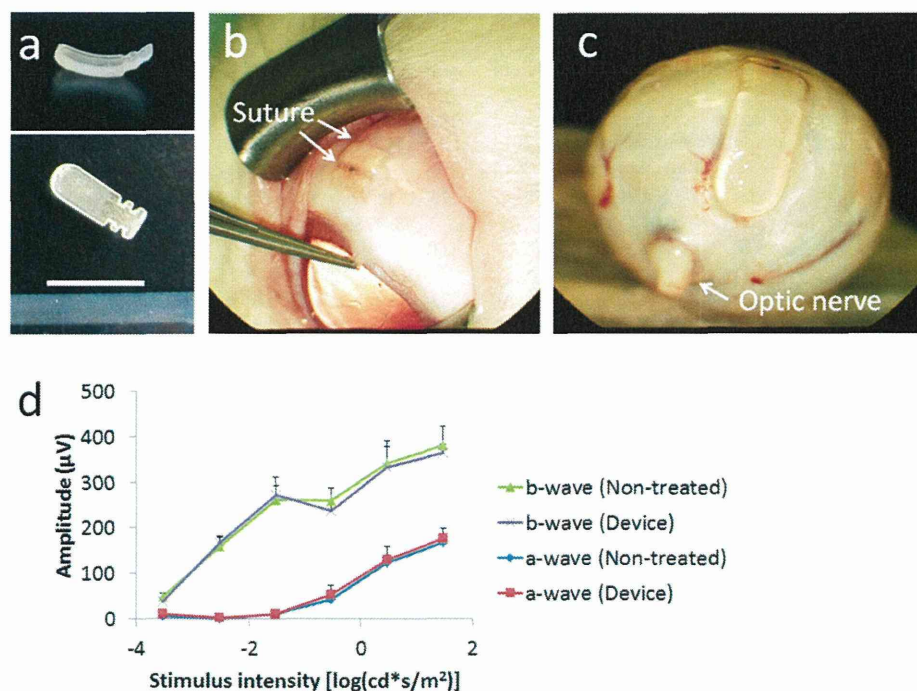 a
b
c
Suture
Optic nerve
d
500
400
300
200
100
0
-4
-2
0
2
Amplitude (μV)
Stimulus intensity [log(cd*s/m²)]
b-wave (Non-treated)
b-wave (Device)
a-wave (Non-treated)
a-wave (Device)